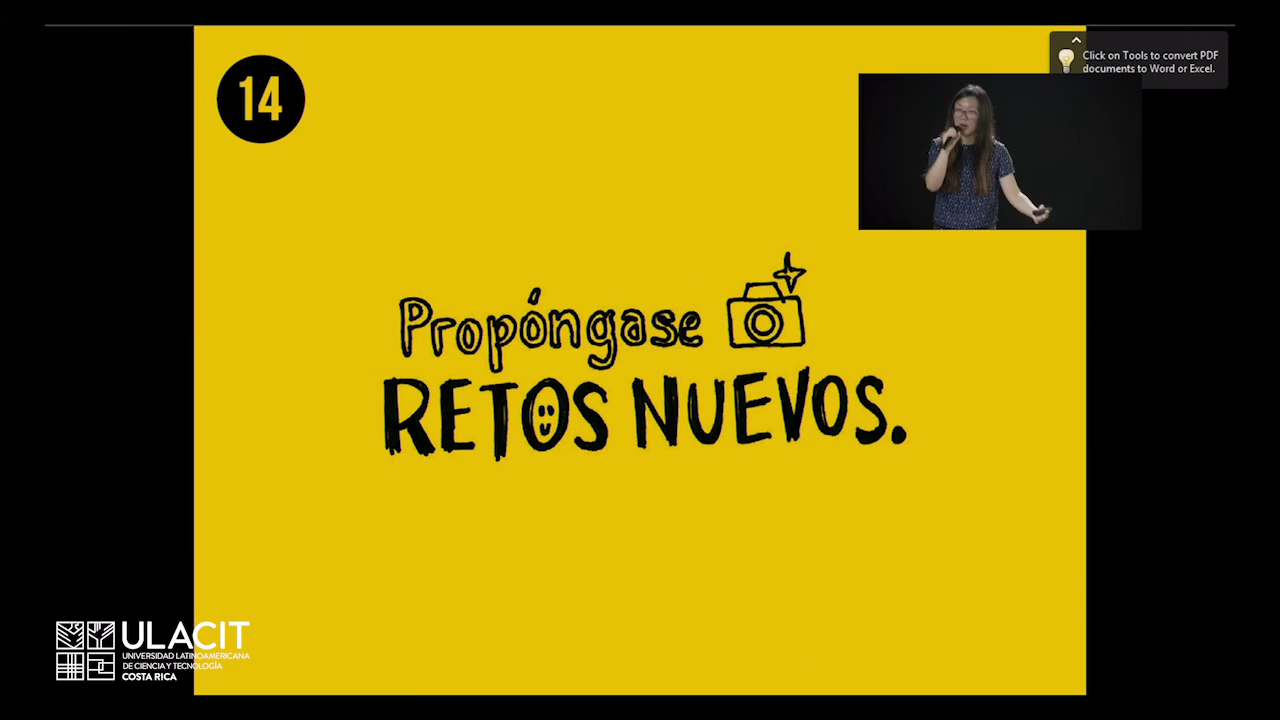 14
Click on Tools to convert PDF
documents to Word or Excel.
Propóngase
RETOS NUEVOS.
ULACIT
UNIVERSIDAD LATINOAMERICANA
DE CIENCIA Y TECNOLOGÍA
COSTA RICA